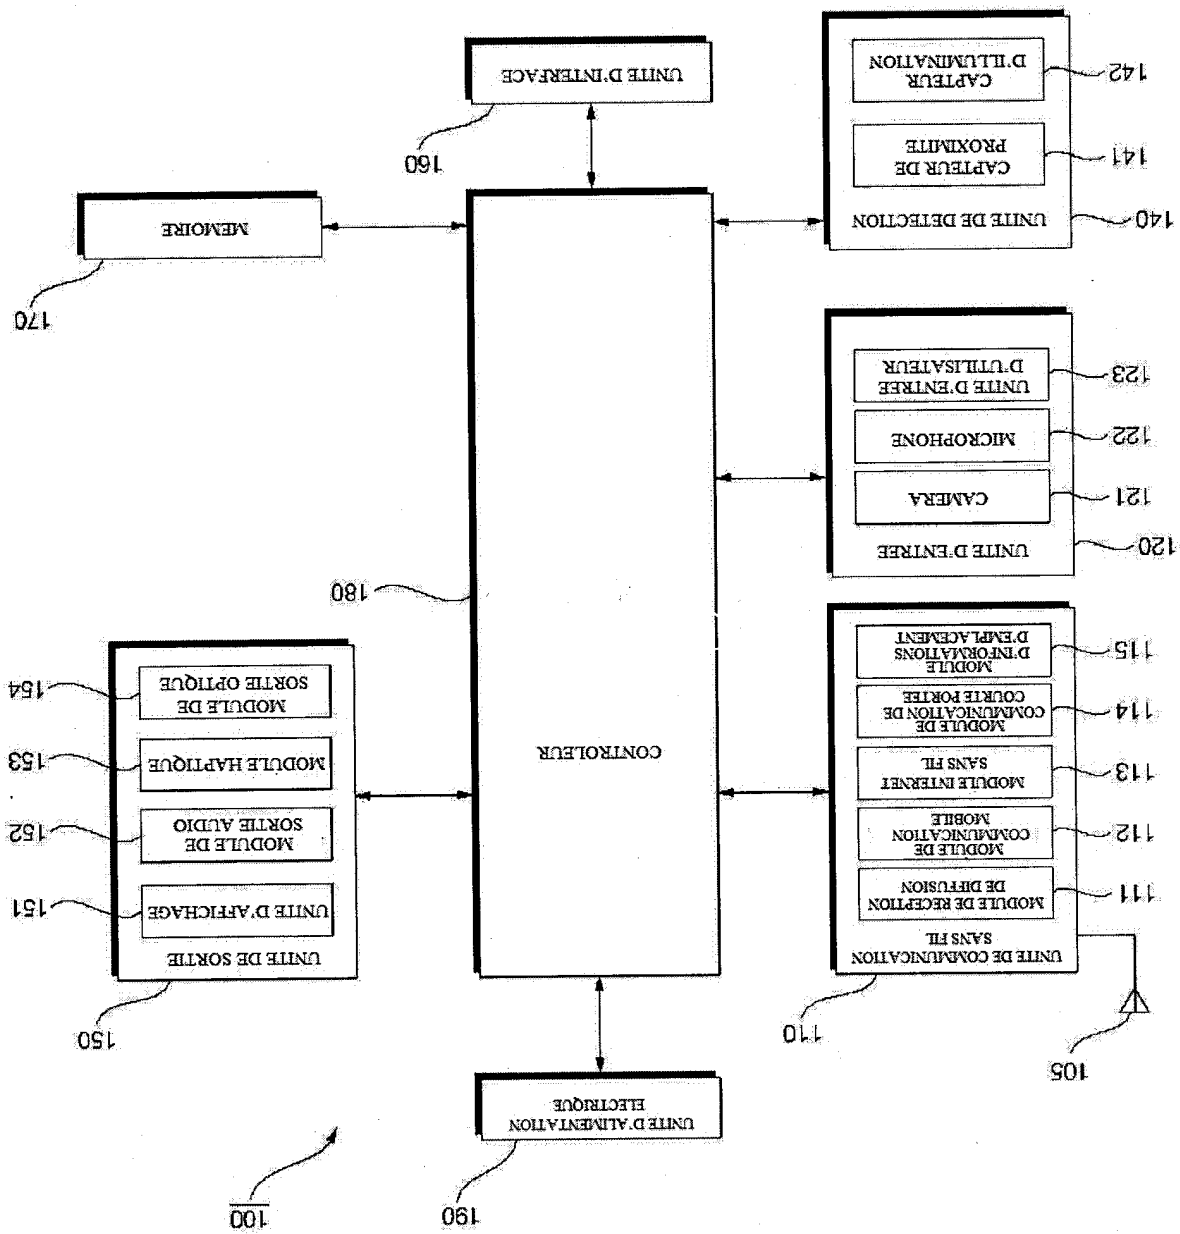 100
190
UNITE D'ALIMENTATION
ELECTRIQUE
105
110
UNITE DE COMMUNICATION
SANS FIL
111
MODULE DE RECEPTION
DE DIFFUSION
112
MODULE DE
COMMUNICATION
MOBILE
113
MODULE INTERNET
SANS FIL
114
MODULE DE
COMMUNICATION DE
COURTE PORTEE
115
MODULE
D'INFORMATIONS
D'EMPLACEMENT
CONTROLEUR
180
150
UNITE DE SORTIE
UNITE D'AFFICHAGE
151
MODULE DE
SORTIE AUDIO
152
MODULE HAPTIQUE
153
MODULE DE
SORTIE OPTIQUE
154
120
UNITE D'ENTREE
121
CAMERA
122
MICROPHONE
123
UNITE D'ENTREE
D'UTILISATEUR
140
UNITE DE DETECTION
141
CAPTEUR DE
PROXIMITE
142
CAPTEUR
D'ILLUMINATION
170
MEMOIRE
160
UNITE D'INTERFACE